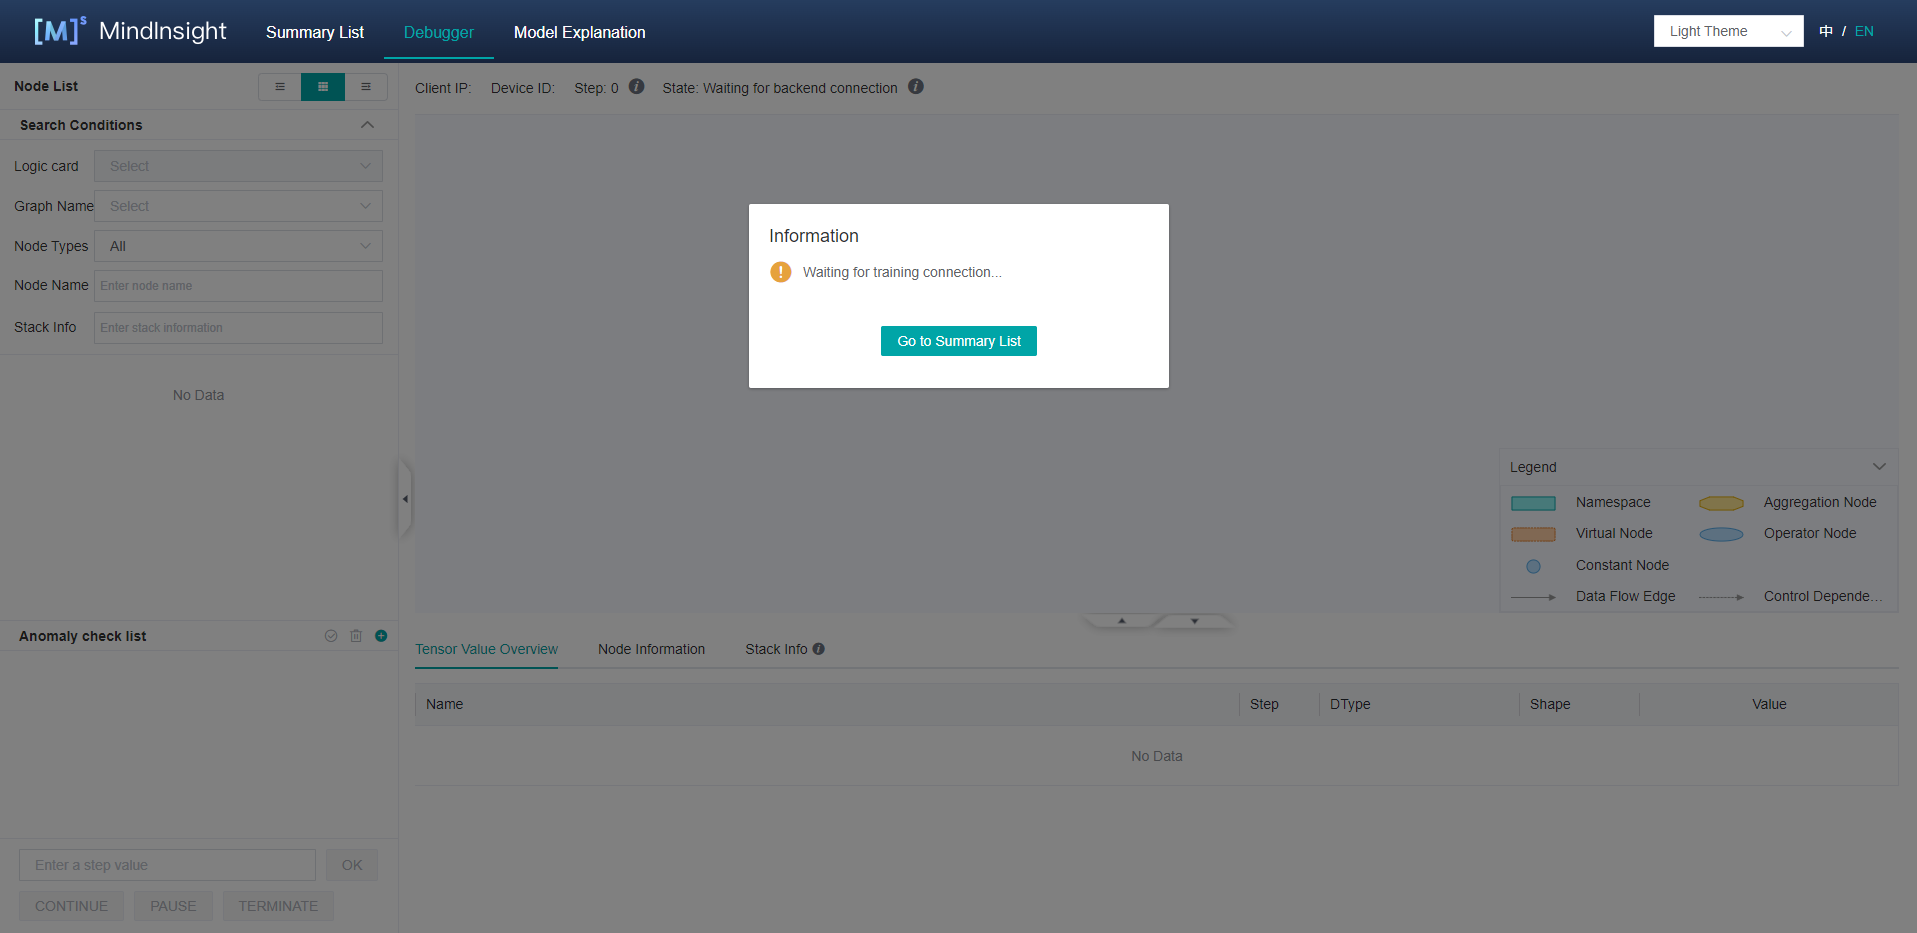 [M]s MindInsight Summary List Debugger Model Explanation Light Theme 中 / EN
Node List
Client IP: Device ID: Step: 0 State: Waiting for backend connection
Search Conditions
Logic card Select
Graph Name Select
Node Types All
Node Name Enter node name
Stack Info Enter stack information
No Data
Information
Waiting for training connection...
Go to Summary List
Legend
Namespace Aggregation Node
Virtual Node Operator Node
Constant Node
Data Flow Edge Control Depende...
Anomaly check list
Tensor Value Overview Node Information Stack Info
Name Step DType Shape Value
No Data
Enter a step value OK
CONTINUE PAUSE TERMINATE